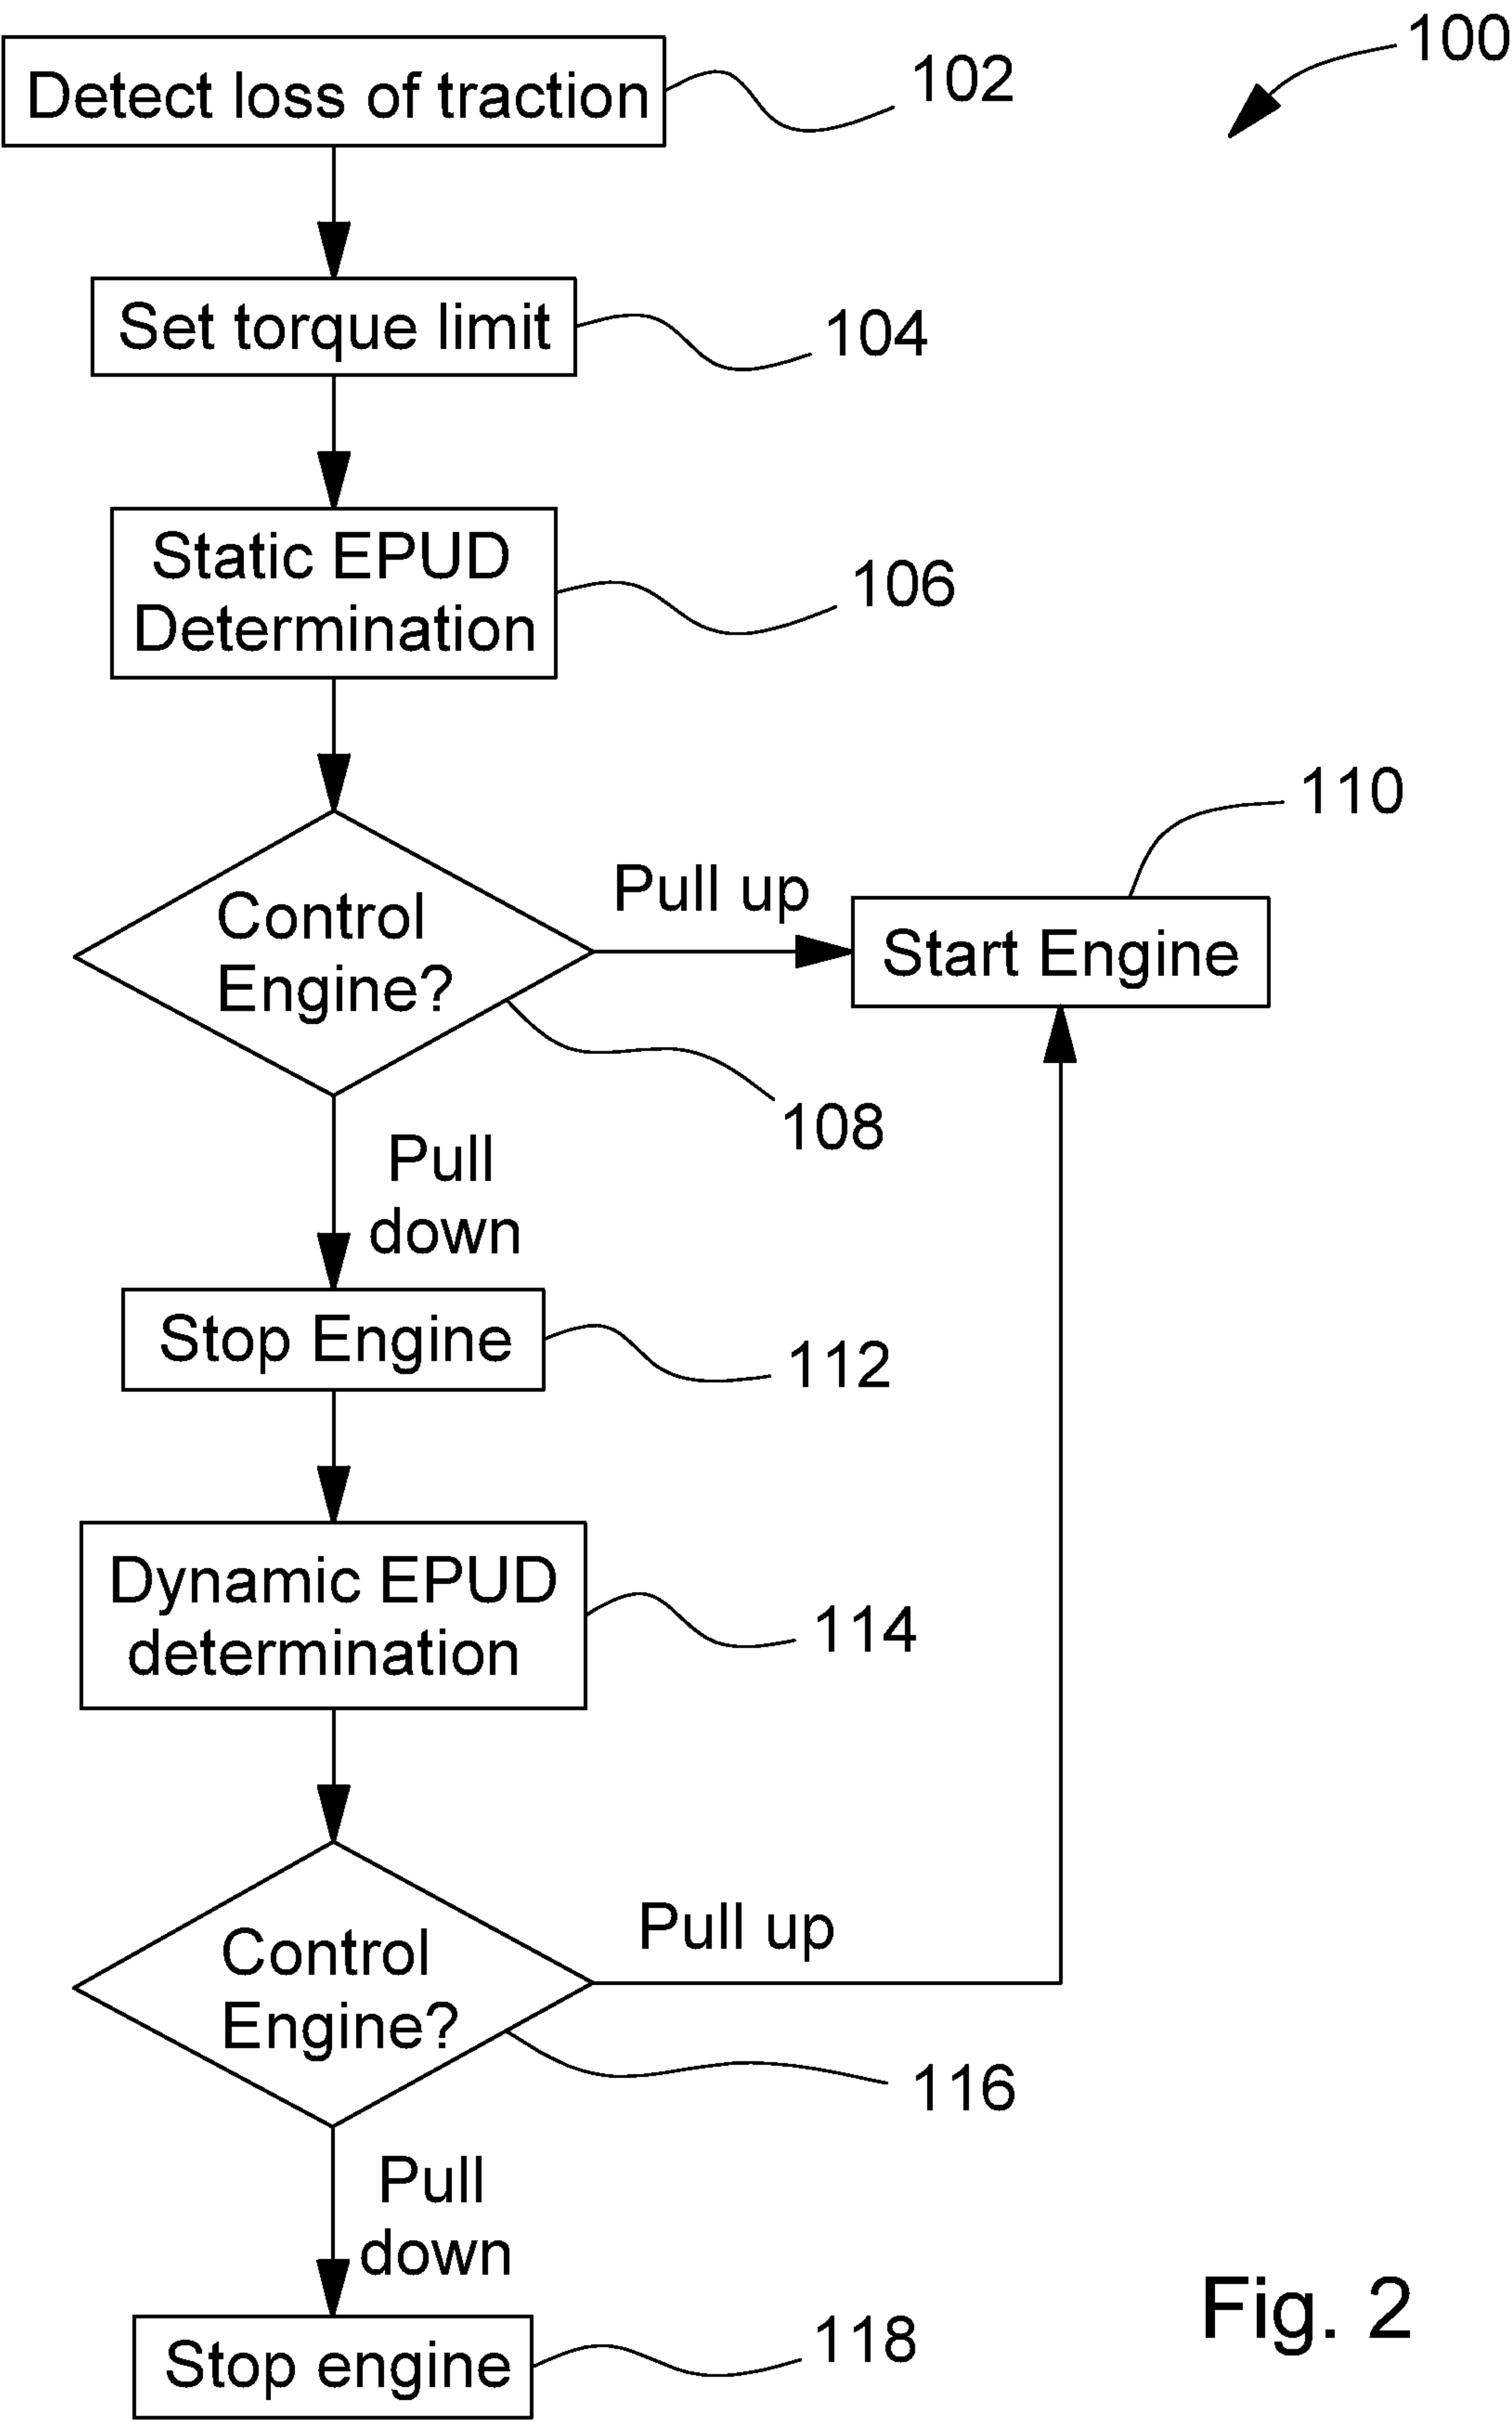 100
Detect loss of traction
102
Set torque limit
104
Static EPUD
Determination
106
Control
Engine?
Pull up
Start Engine
110
108
Pull
down
Stop Engine
112
Dynamic EPUD
determination
114
Control
Engine?
Pull up
116
Pull
down
Stop engine
118
Fig. 2